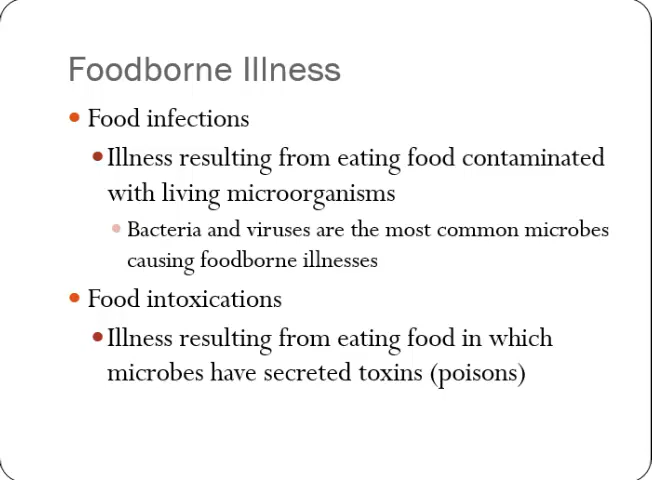 Foodborne Illness
Food infections
Illness resulting from eating food contaminated
with living microorganisms
Bacteria and viruses are the most common microbes
causing foodborne illnesses
Food intoxications
Illness resulting from eating food in which
microbes have secreted toxins (poisons)